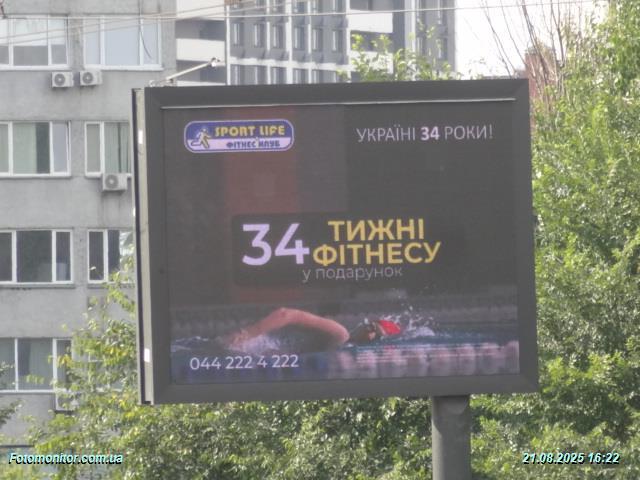 SPORT LIFE
ФІТНЕС КЛУБ
УКРАЇНІ 34 РОКИ!
34 ТИЖНІ
ФІТНЕСУ
у подарунок
044 222 4 222
Fotomonitor.com.ua
21.08.2025 16:22